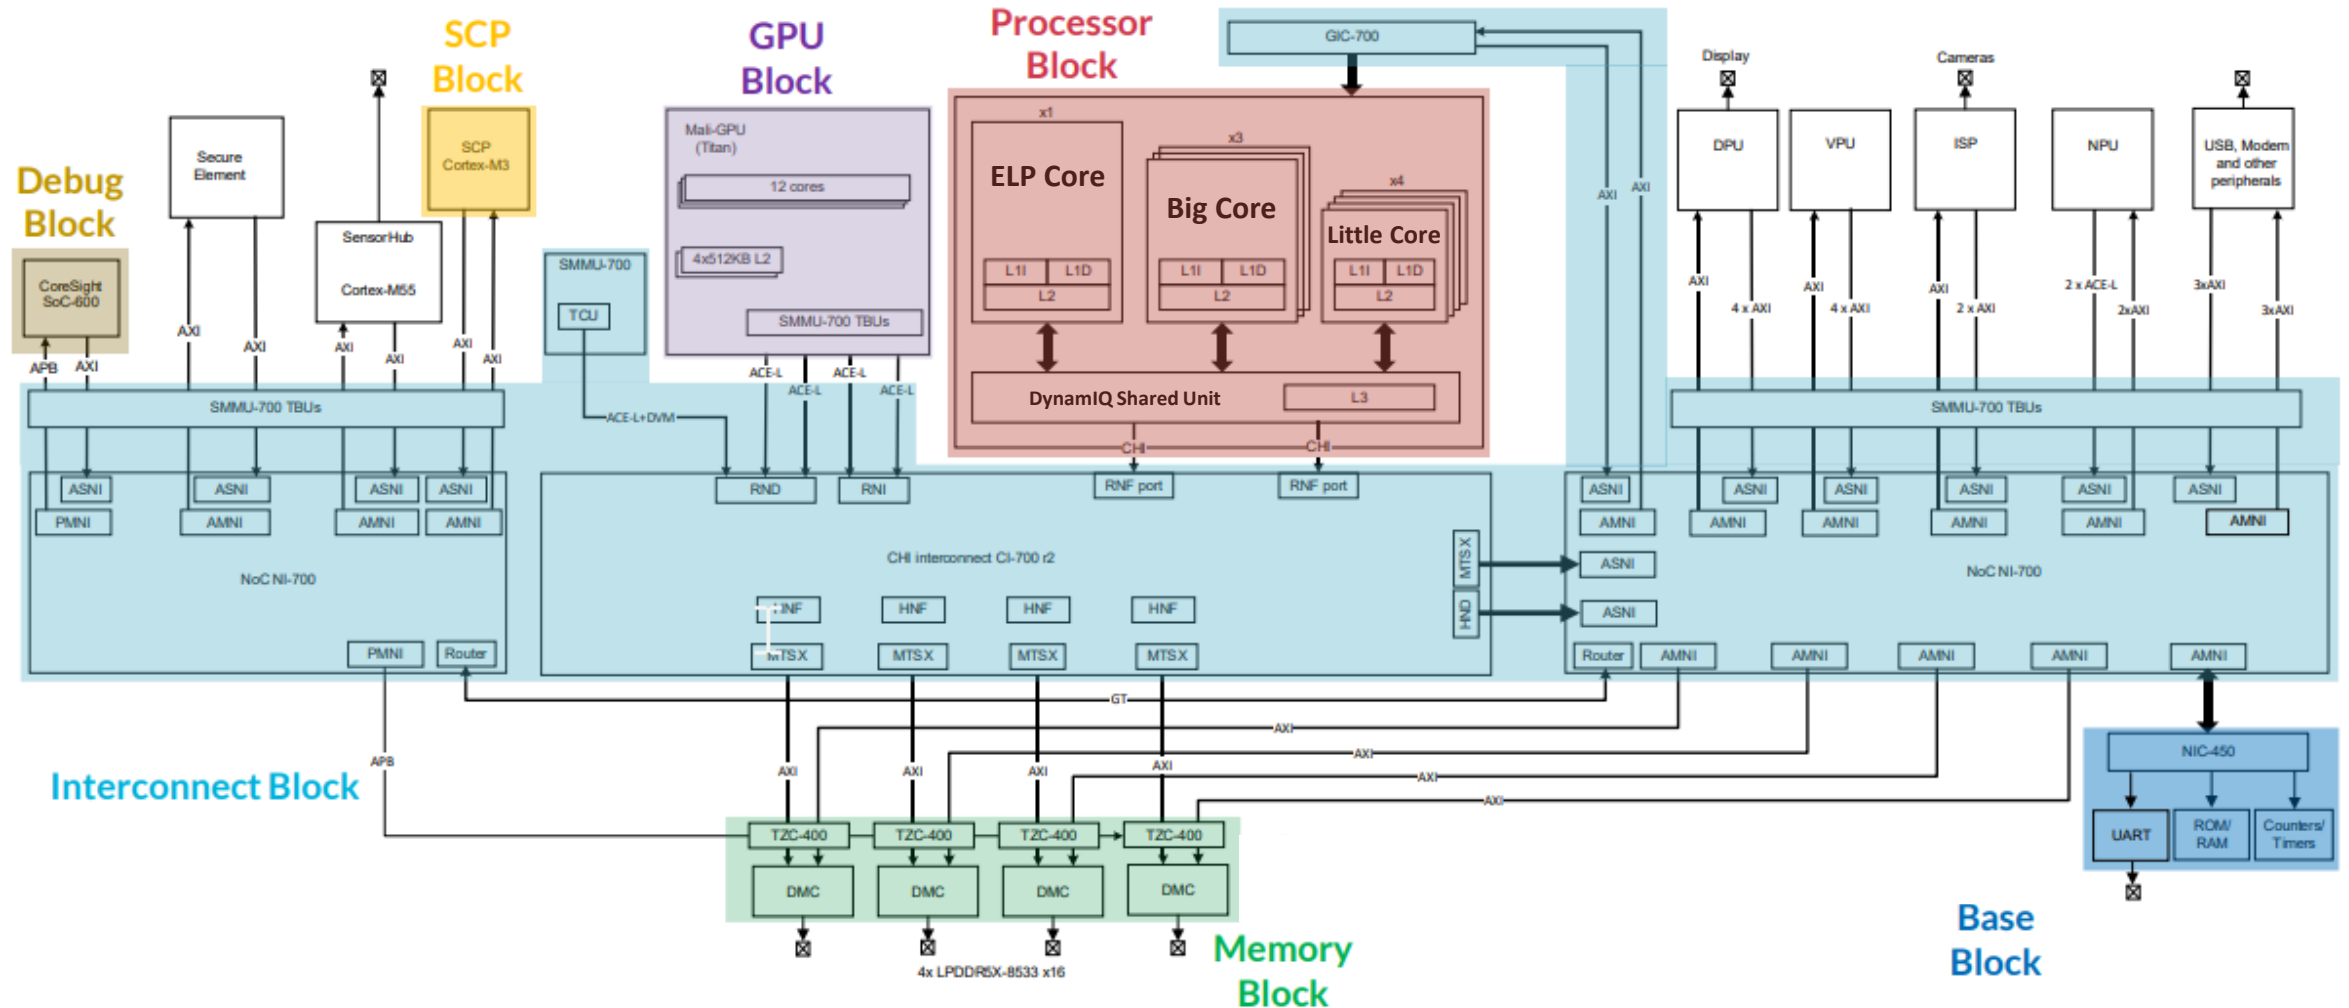 SCP
Block
GPU
Block
Processor
Block
GIC-700
Display
Cameras
Debug
Block
Secure
Element
SCP
Cortex-M3
SensorHub
Cortex-M55
CoreSight
SoC-600
SMMU-700
TCU
Mali-GPU
(Titan)
12 cores
4x512KB L2
SMMU-700 TBUs
x1
ELP Core
L1I
L1D
L2
x3
Big Core
L1I
L1D
L2
x4
Little Core
L1I
L1D
L2
DynamIQ Shared Unit
L3
CHI
CHI
AXI
AXI
DPU
VPU
ISP
NPU
USB, Modem
and other
peripherals
APB
AXI
AXI
AXI
AXI
AXI
AXI
AXI
ACE-L+DVM
ACE-L
ACE-L
ACE-L
ACE-L
AXI
4 x AXI
AXI
4 x AXI
AXI
2 x AXI
2 x ACE-L
2xAXI
3xAXI
3xAXI
SMMU-700 TBUs
SMMU-700 TBUs
ASNI
ASNI
ASNI
ASNI
PMNI
AMNI
AMNI
AMNI
NoC NI-700
PMNI
Router
RND
RNI
RNF port
RNF port
CHI interconnect CI-700 r2
MTSX
HND
HNF
HNF
HNF
HNF
MTSX
MTSX
MTSX
MTSX
ASNI
ASNI
ASNI
ASNI
ASNI
ASNI
AMNI
AMNI
AMNI
AMNI
AMNI
AMNI
ASNI
ASNI
NoC NI-700
Router
AMNI
AMNI
AMNI
AMNI
AMNI
GT
AXI
AXI
AXI
AXI
APB
AXI
AXI
AXI
AXI
Interconnect Block
TZC-400
TZC-400
TZC-400
TZC-400
DMC
DMC
DMC
DMC
4x LPDDR5X-8533 x16
Memory
Block
NIC-450
UART
ROM/
RAM
Counters/
Timers
Base
Block